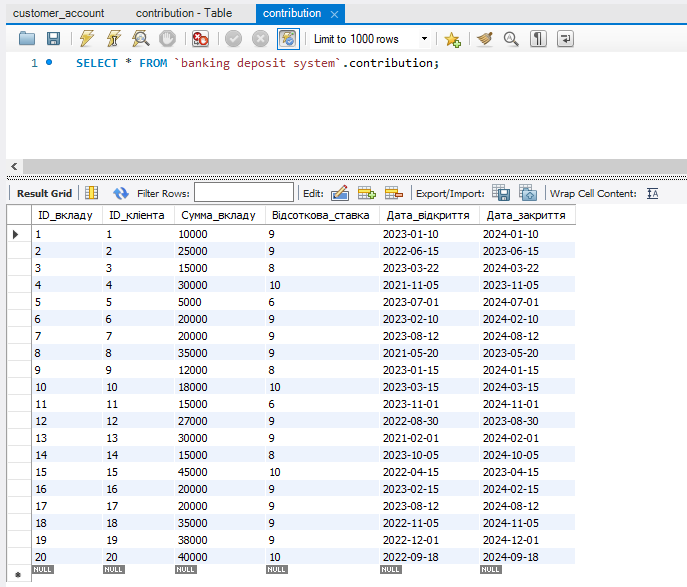 customer_account contribution - Table contribution
Limit to 1000 rows
1 SELECT * FROM `banking deposit system`.contribution;
Result Grid Filter Rows: Edit: Export/Import: Wrap Cell Content:
ID_вкладу ID_клієнта Сумма_вкладу Відсоткова_ставка Дата_відкриття Дата_закриття
1 1 10000 9 2023-01-10 2024-01-10
2 2 25000 9 2022-06-15 2023-06-15
3 3 15000 8 2023-03-22 2024-03-22
4 4 30000 10 2021-11-05 2023-11-05
5 5 5000 6 2023-07-01 2024-07-01
6 6 20000 9 2023-02-10 2024-02-10
7 7 20000 9 2023-08-12 2024-08-12
8 8 35000 9 2021-05-20 2023-05-20
9 9 12000 8 2023-01-15 2024-01-15
10 10 18000 10 2023-03-15 2024-03-15
11 11 15000 6 2023-11-01 2024-11-01
12 12 27000 9 2022-08-30 2023-08-30
13 13 30000 9 2021-02-01 2024-02-01
14 14 15000 8 2023-10-05 2024-10-05
15 15 45000 10 2022-04-15 2023-04-15
16 16 20000 9 2023-02-15 2024-02-15
17 17 20000 9 2023-08-12 2024-08-12
18 18 35000 9 2022-11-05 2024-11-05
19 19 38000 9 2022-12-01 2024-12-01
20 20 40000 10 2022-09-18 2024-09-18
NULL NULL NULL NULL NULL NULL